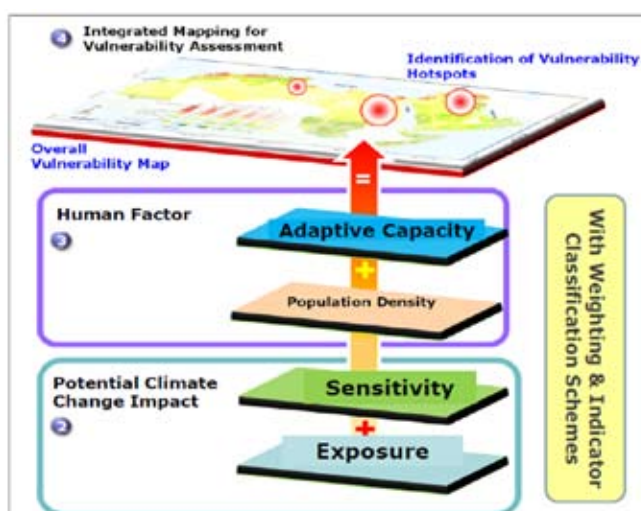 4 Integrated Mapping for
Vulnerability Assessment
Identification of Vulnerability
Hotspots
Overall
Vulnerability Map
=
Human Factor
3
Adaptive Capacity
+
Population Density
Potential Climate
Change Impact
2
Sensitivity
+
Exposure
With Weighting & Indicator
Classification Schemes